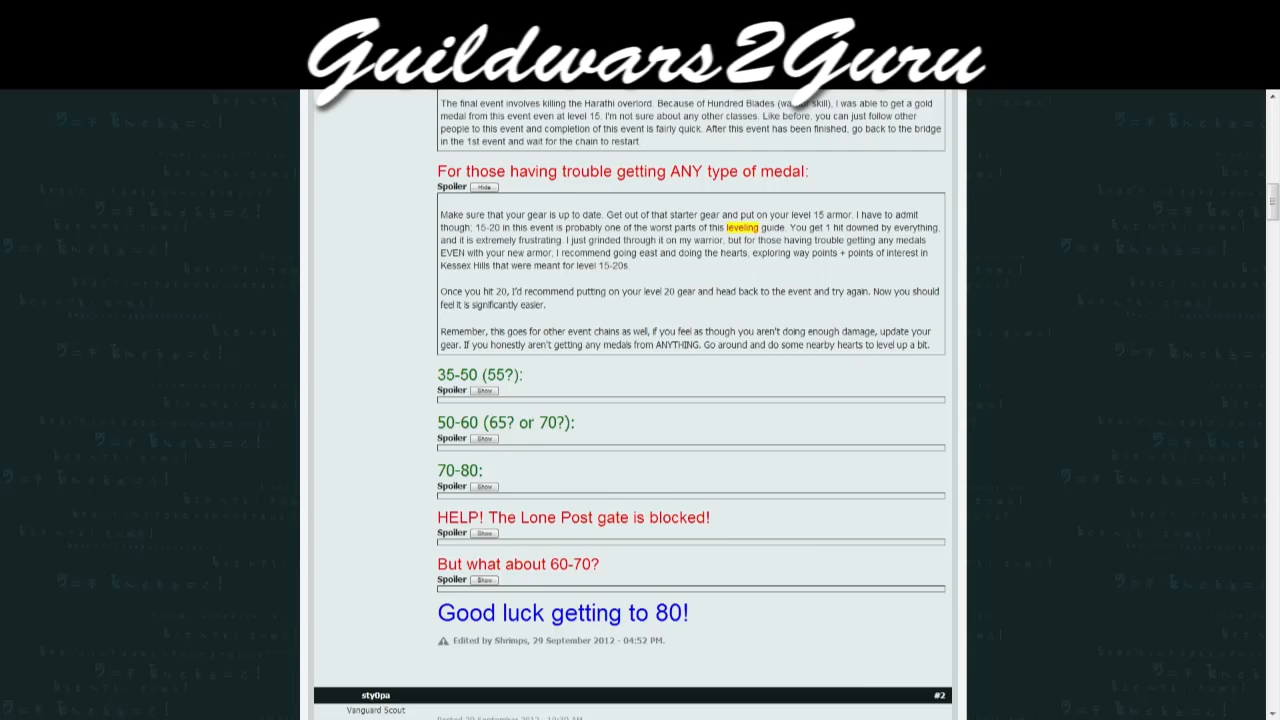 Guildwars2Guru
The final event involves killing the Harathi overlord. Because of Hundred Blades (warrior skill), I was able to get a gold
medal from this event even at level 15. I'm not sure about any other classes. Like before, you can just follow other
people to this event and completion of this event is fairly quick. After this event has been finished, go back to the bridge
in the 1st event and wait for the chain to restart
For those having trouble getting ANY type of medal:
Spoiler Hide
Make sure that your gear is up to date. Get out of that starter gear and put on your level 15 armor. I have to admit
though; 15-20 in this event is probably one of the worst parts of this leveling guide. You get 1 hit downed by everything,
and it is extremely frustrating. I just grinded through it on my warrior, but for those having trouble getting any medals
EVEN with your new armor, I recommend going east and doing the hearts, exploring way points + points of interest in
Kessex Hills that were meant for level 15-20s
Once you hit 20, I'd recommend putting on your level 20 gear and head back to the event and try again. Now you should
feel it is significantly easier.
Remember, this goes for other event chains as well, if you feel as though you aren't doing enough damage, update your
gear. If you honestly aren't getting any medals from ANYTHING. Go around and do some nearby hearts to level up a bit.
35-50 (55?):
Spoiler Show
50-60 (65? or 70?):
Spoiler Show
70-80:
Spoiler Show
HELP! The Lone Post gate is blocked!
Spoiler Show
But what about 60-70?
Spoiler Show
Good luck getting to 80!
Edited by Shrimps, 29 September 2012 - 04:52 PM.
sty0pa #2
Vanguard Scout